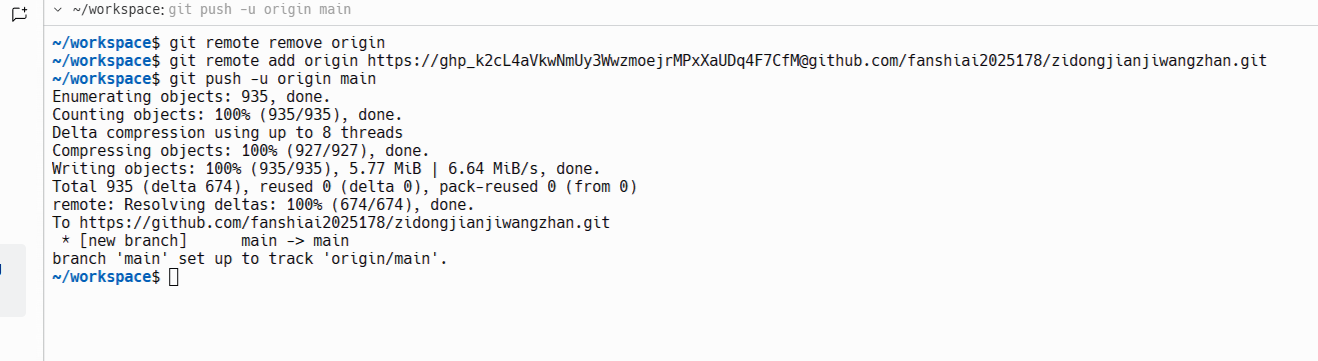 ~/workspace: git push -u origin main
~/workspace$ git remote remove origin
~/workspace$ git remote add origin https://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@github.com/fanshiai2025178/zidongjianjiwangzhan.git
~/workspace$ git push -u origin main
Enumerating objects: 935, done.
Counting objects: 100% (935/935), done.
Delta compression using up to 8 threads
Compressing objects: 100% (927/927), done.
Writing objects: 100% (935/935), 5.77 MiB | 6.64 MiB/s, done.
Total 935 (delta 674), reused 0 (delta 0), pack-reused 0 (from 0)
remote: Resolving deltas: 100% (674/674), done.
To https://github.com/fanshiai2025178/zidongjianjiwangzhan.git
 * [new branch]      main -> main
branch 'main' set up to track 'origin/main'.
~/workspace$